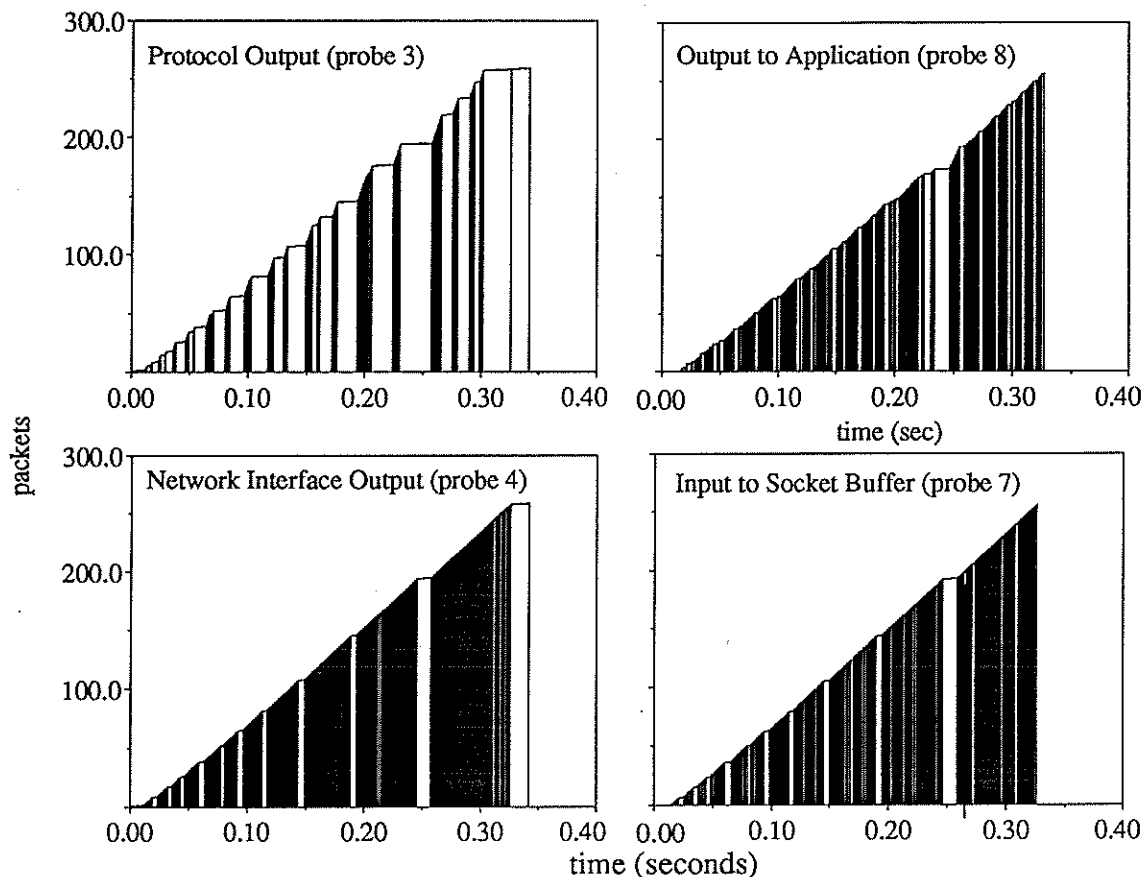 300.0
Protocol Output (probe 3)
Output to Application (probe 8)
200.0
100.0
0.00 0.10 0.20 0.30 0.40
0.00 0.10 0.20 0.30 0.40
time (sec)
packets
300.0
Network Interface Output (probe 4)
Input to Socket Buffer (probe 7)
200.0
100.0
0.00 0.10 0.20 0.30 0.40
0.00 0.10 0.20 0.30 0.40
time (seconds)